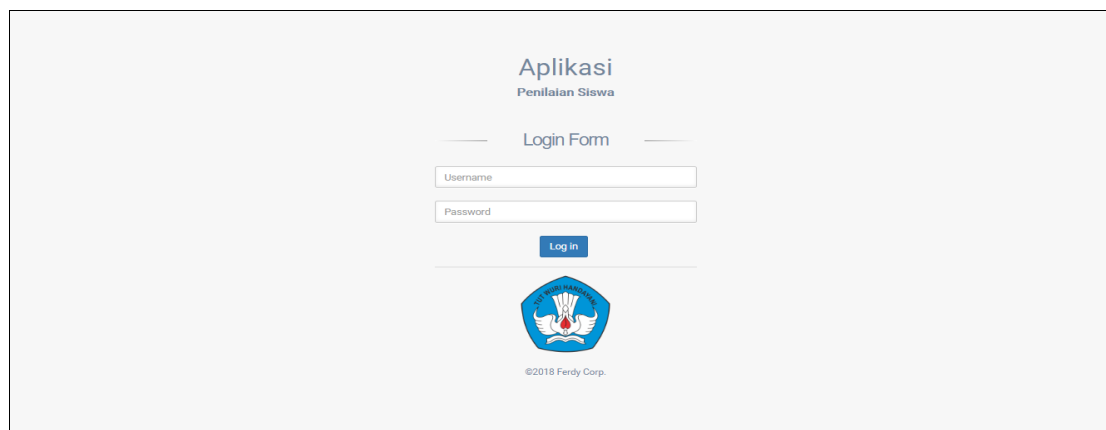 Aplikasi
Penilaian Siswa
Login Form
Username
Password
Log in
TUT WURI HANDAYANI
©2018 Ferdy Corp.